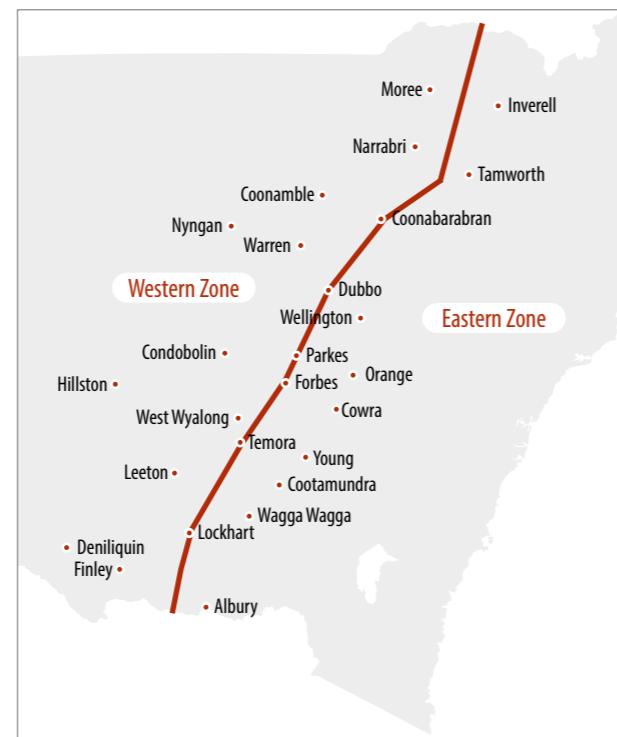 Moree
Inverell
Narrabri
Tamworth
Coonamble
Coonabarabran
Nyngan
Warren
Western Zone
Dubbo
Wellington
Eastern Zone
Condobolin
Parkes
Orange
Hillston
Forbes
Cowra
West Wyalong
Temora
Young
Leeton
Cootamundra
Wagga Wagga
Lockhart
Deniliquin
Finley
Albury